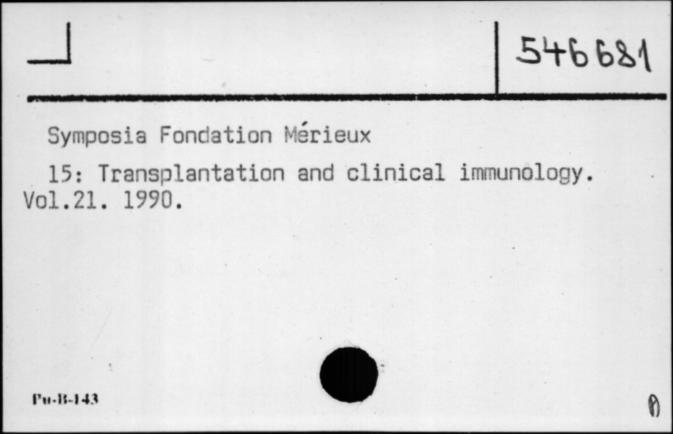 546681
Symposia Fondation Mérieux
15: Transplantation and clinical immunology.
Vol.21. 1990.
Pu-B-143